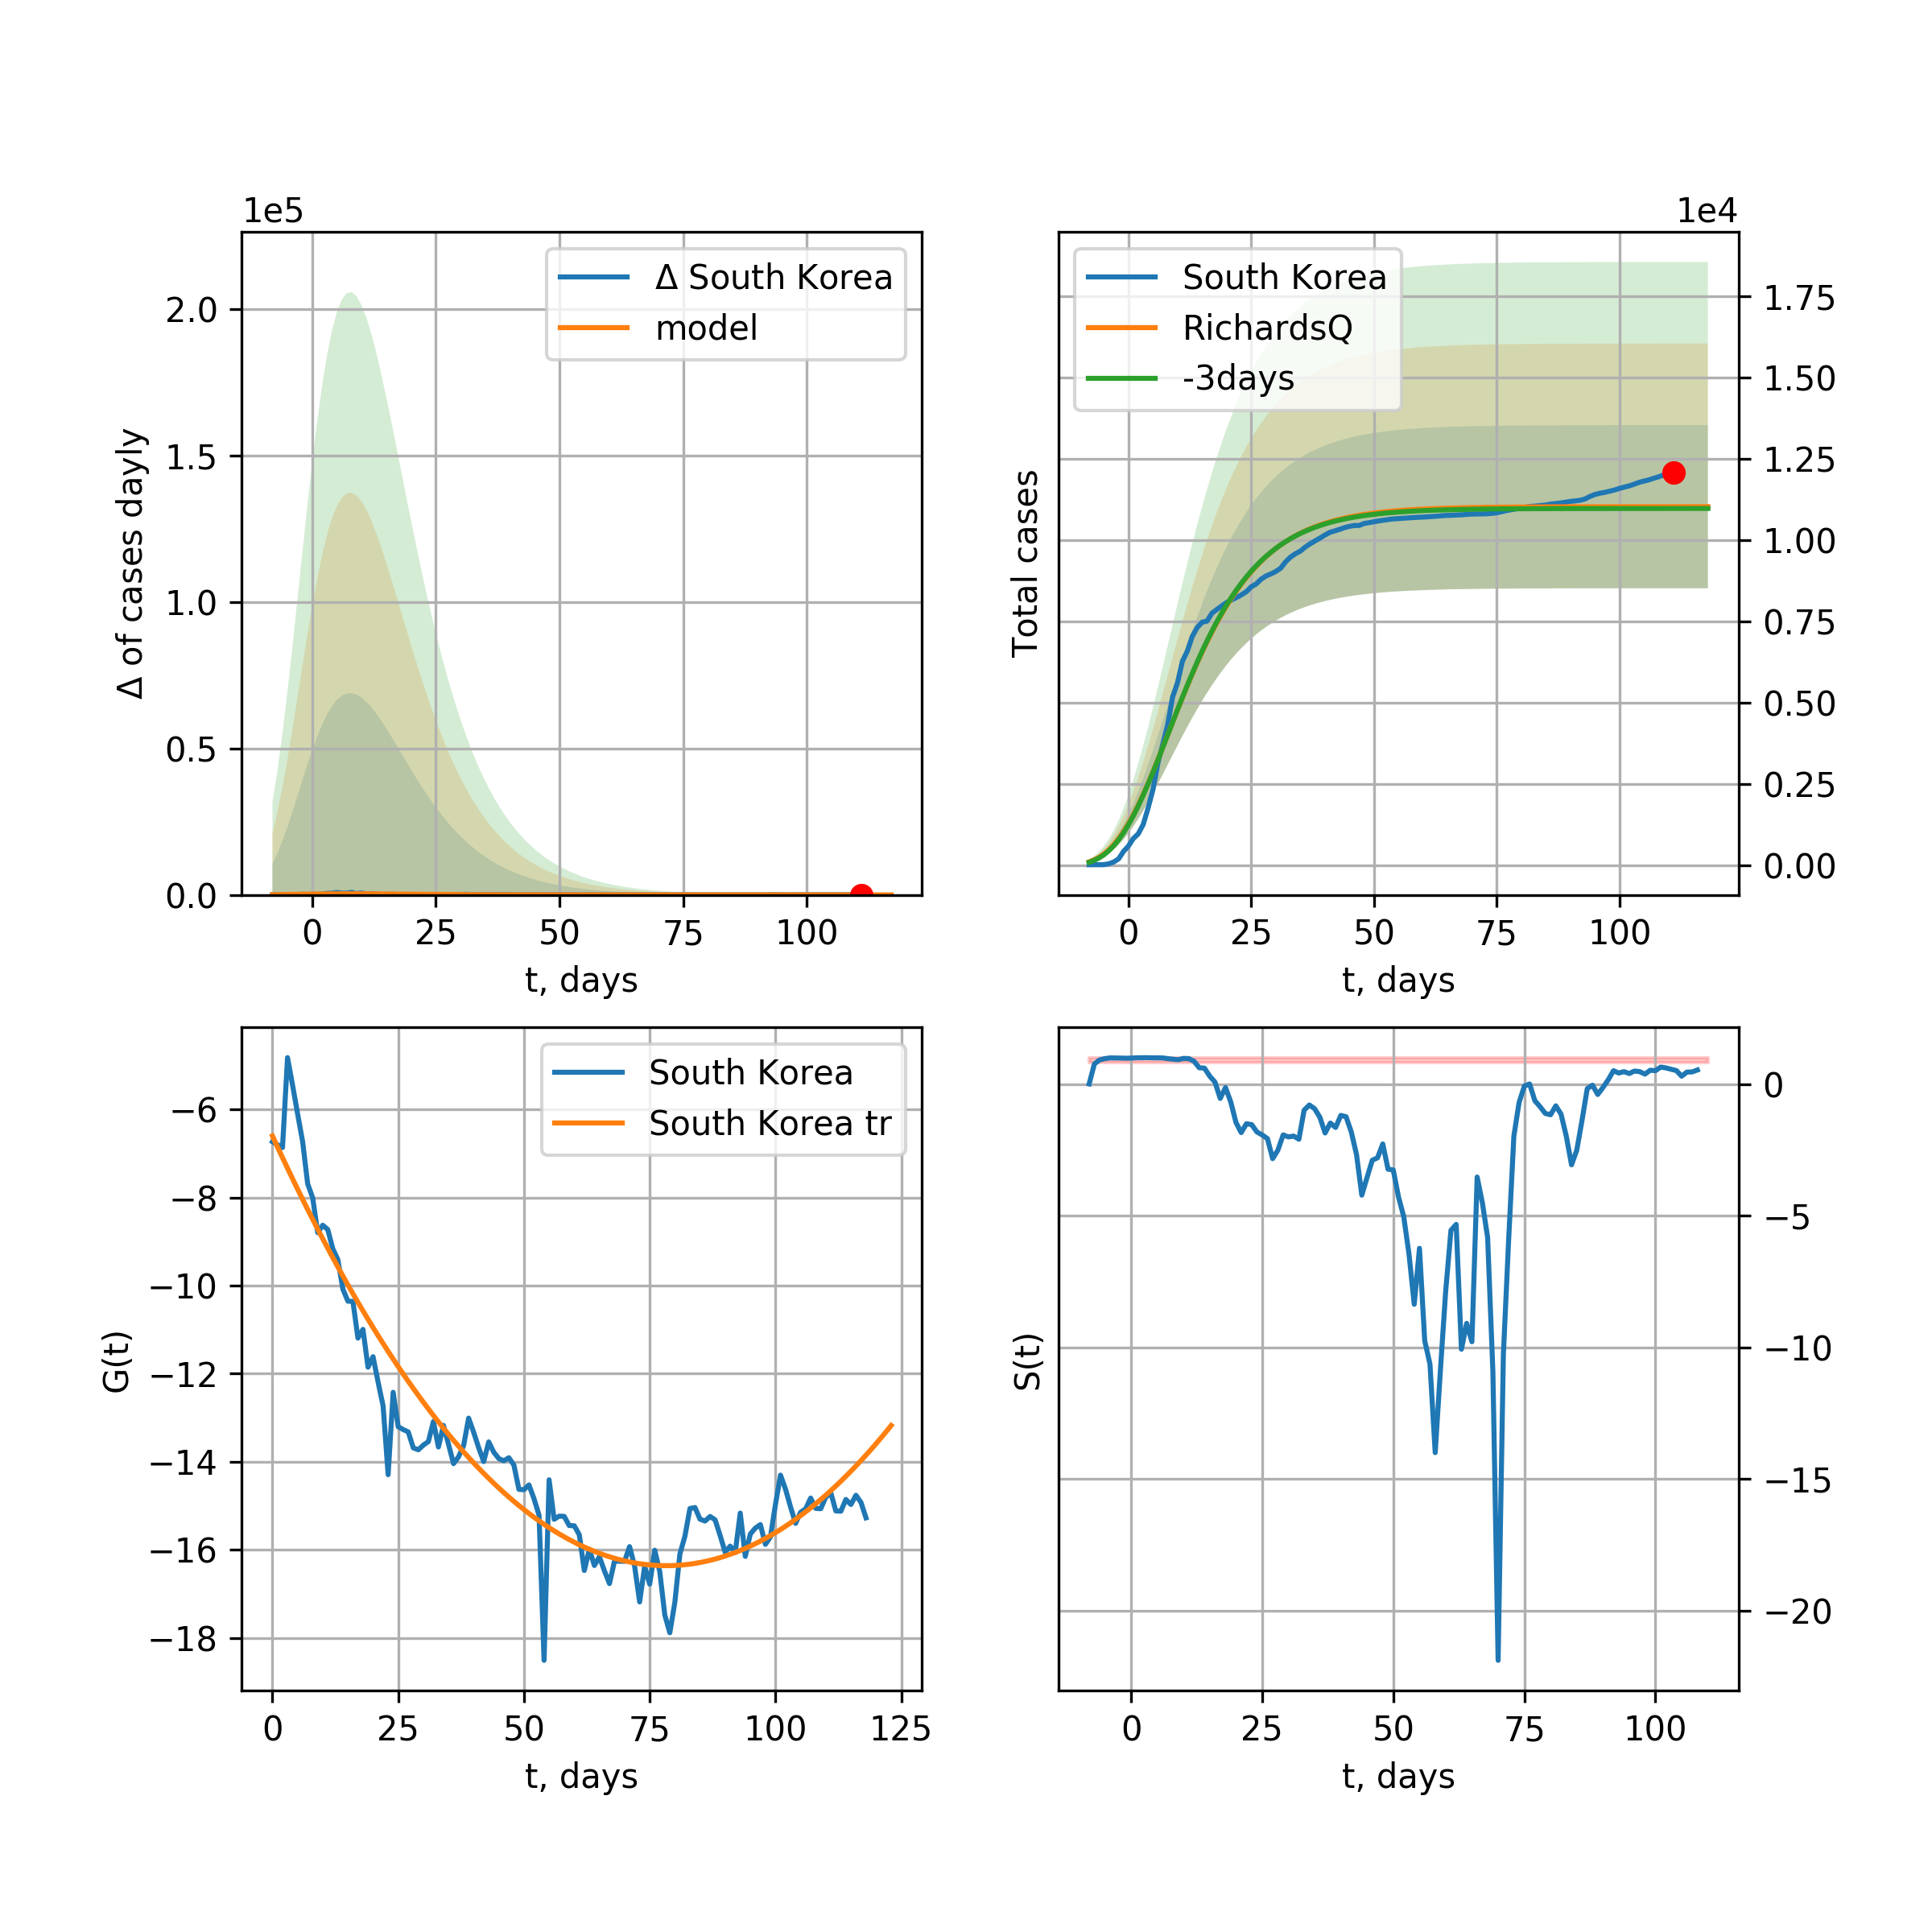 1e5
Δ of cases dayly
2.0
1.5
1.0
0.5
0.0
Δ South Korea
model
0 25 50 75 100
t, days
1e4
Total cases
South Korea
RichardsQ
-3days
1.75
1.50
1.25
1.00
0.75
0.50
0.25
0.00
0 25 50 75 100
t, days
G(t)
−6
−8
−10
−12
−14
−16
−18
South Korea
South Korea tr
0 25 50 75 100 125
t, days
S(t)
0
−5
−10
−15
−20
0 25 50 75 100
t, days